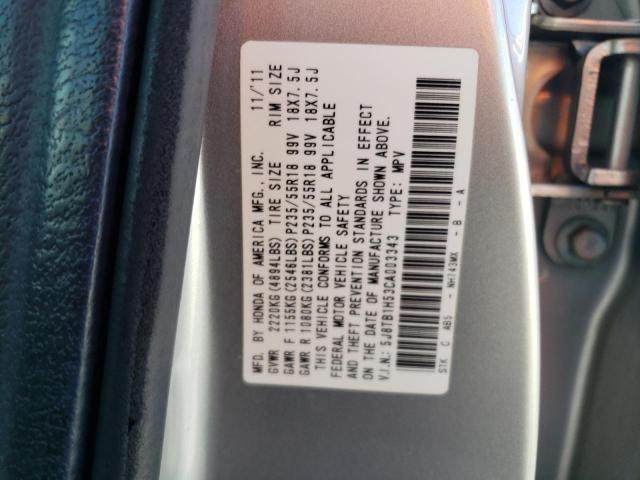 MFD. BY HONDA OF AMERICA MFG., INC. 11/'11
GVWR 2220KG(4894LBS) TIRE SIZE RIM SIZE
GAWR F 1155KG(2546LBS)P235/55R18 99V 18X7.5J
GAWR R 1080KG(2381LBS)P235/55R18 99V 18X7.5J
THIS VEHICLE CONFORMS TO ALL APPLICABLE
FEDERAL MOTOR VEHICLE SAFETY
AND THEFT PREVENTION STANDARDS IN EFFECT
ON THE DATE OF MANUFACTURE SHOWN ABOVE.
V.I.N.: 5J8TB1H53CA003343 TYPE: MPV
STK C AB5 - NH743MX - B - A